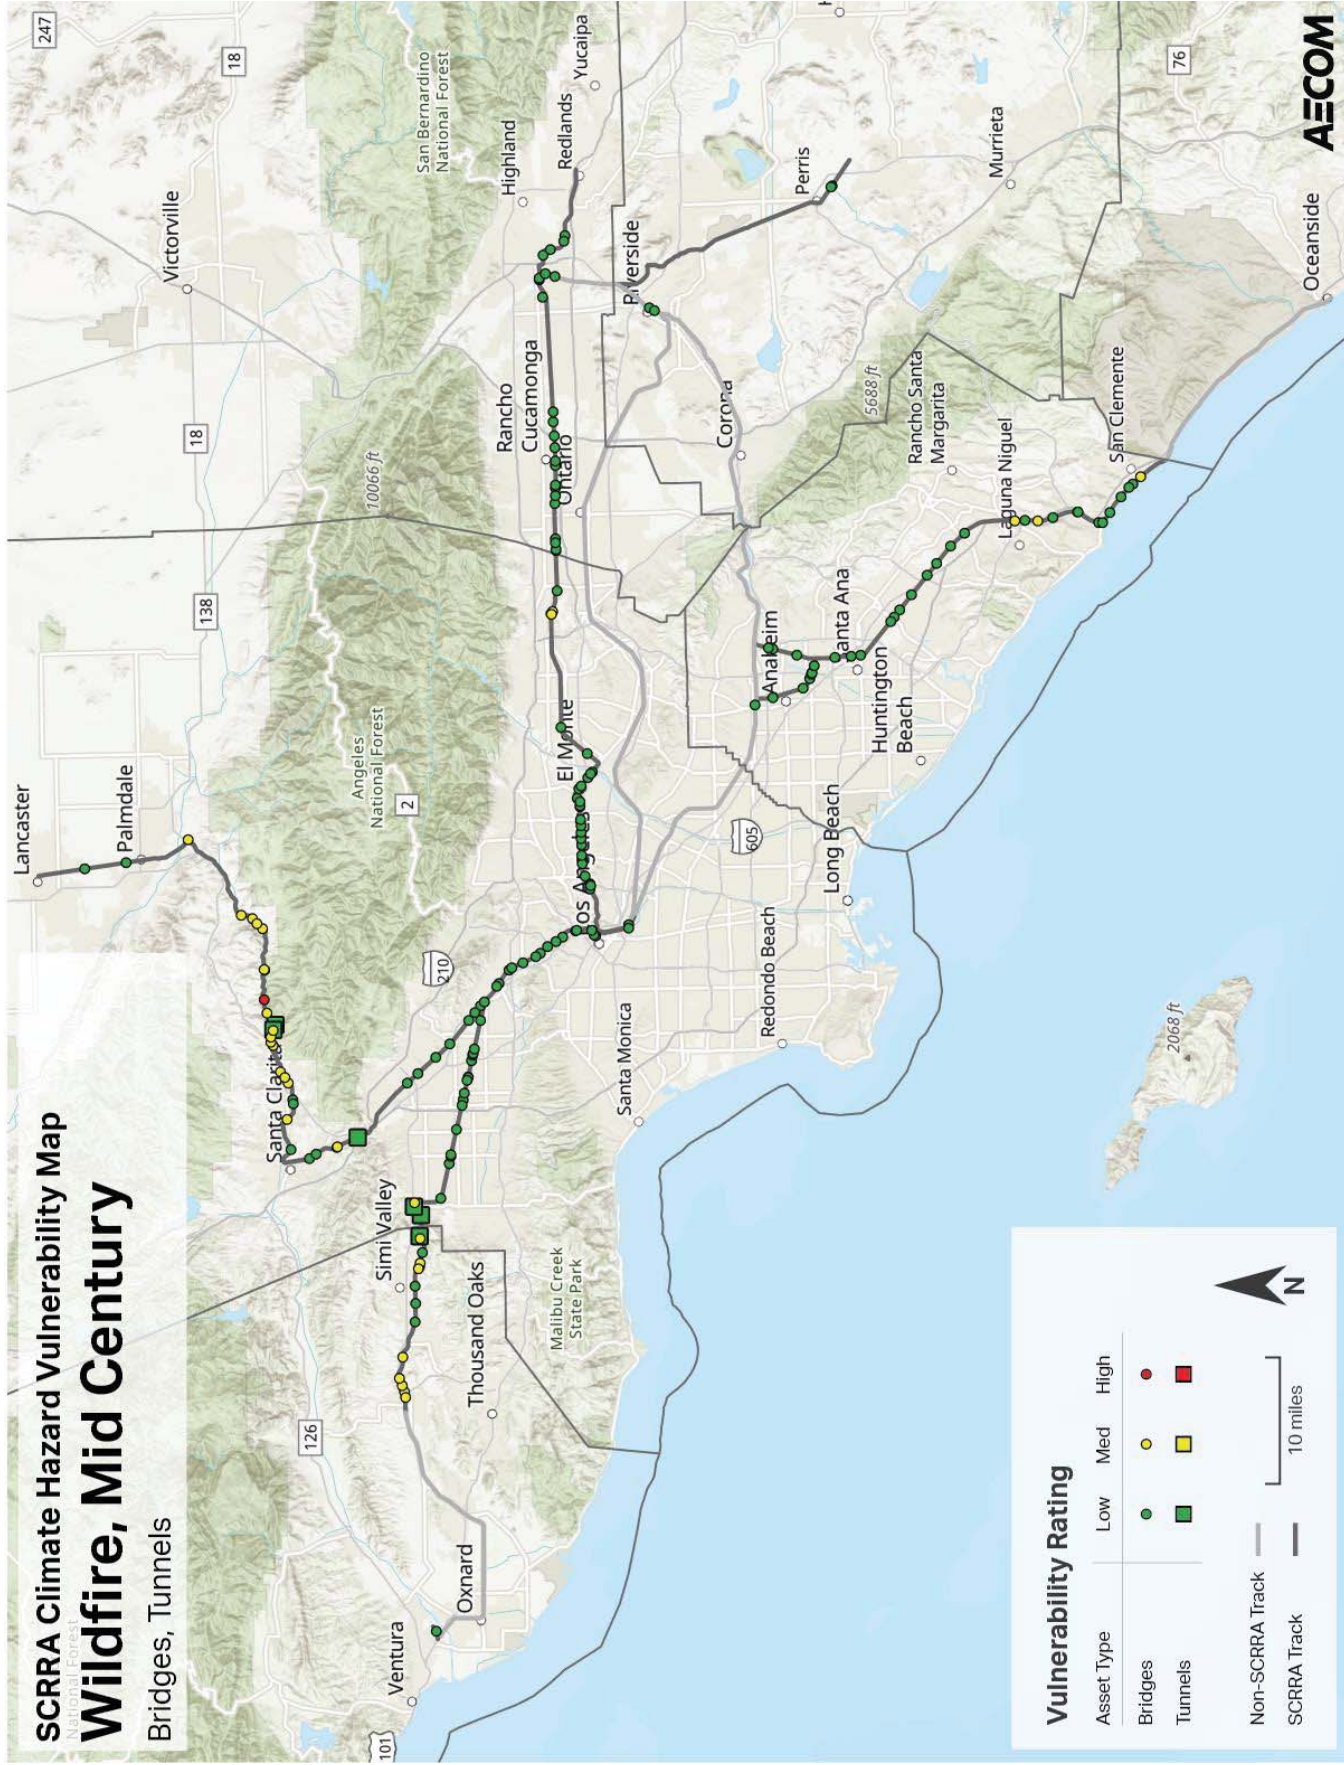 SCRRA Climate Hazard Vulnerability Map
Wildfire, Mid Century
Bridges, Tunnels
National Forest
Lancaster
Palmdale
Victorville
247
18
18
138
San Bernardino
National Forest
10066 ft
Angeles
National Forest
2
Santa Clarita
126
210
Simi Valley
Highland
Redlands
Yucaipa
Rancho
Cucamonga
Ontario
El Monte
Los Angeles
Ventura
101
Oxnard
Thousand Oaks
Malibu Creek
State Park
Santa Monica
Redondo Beach
605
Long Beach
Riverside
Perris
Corona
Anaheim
Santa Ana
Huntington
Beach
5688 ft
Rancho Santa
Margarita
Laguna Niguel
Murrieta
San Clemente
76
Oceanside
2068 ft
Vulnerability Rating
Asset Type Low Med High
Bridges
Tunnels
Non-SCRRA Track
SCRRA Track
10 miles
N
AECOM